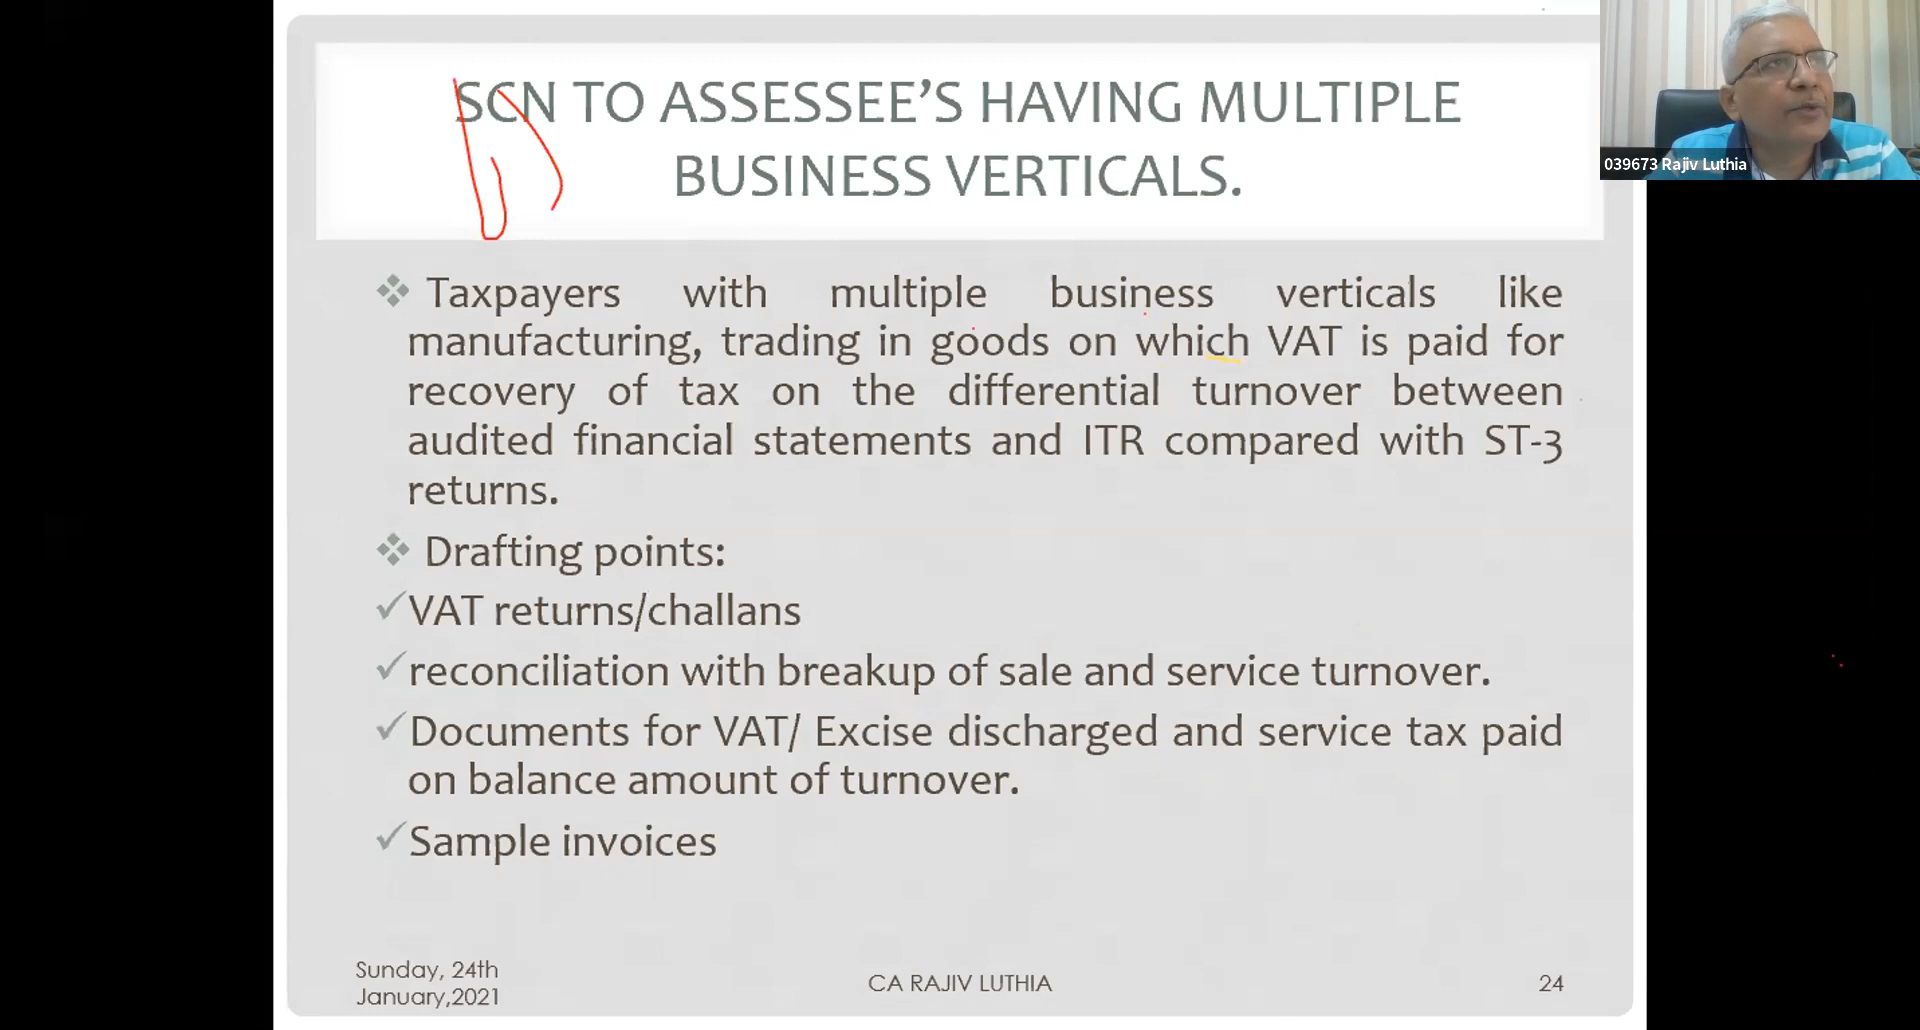 SCN TO ASSESSEE’S HAVING MULTIPLE
BUSINESS VERTICALS.
039673 Rajiv Luthia
Taxpayers with multiple business verticals like
manufacturing, trading in goods on which VAT is paid for
recovery of tax on the differential turnover between
audited financial statements and ITR compared with ST-3
returns.
Drafting points:
VAT returns/challans
reconciliation with breakup of sale and service turnover.
Documents for VAT/ Excise discharged and service tax paid
on balance amount of turnover.
Sample invoices
Sunday, 24th
January,2021
CA RAJIV LUTHIA
24